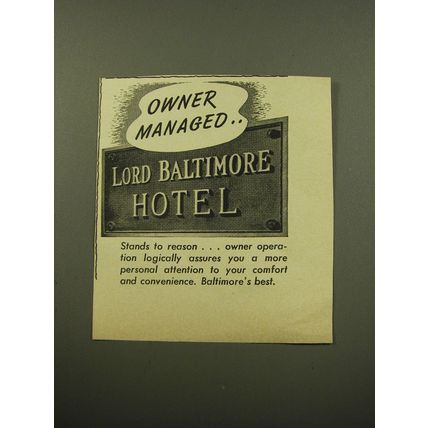 OWNER
MANAGED..
LORD BALTIMORE
HOTEL
Stands to reason . . . owner opera-
tion logically assures you a more
personal attention to your comfort
and convenience. Baltimore's best.